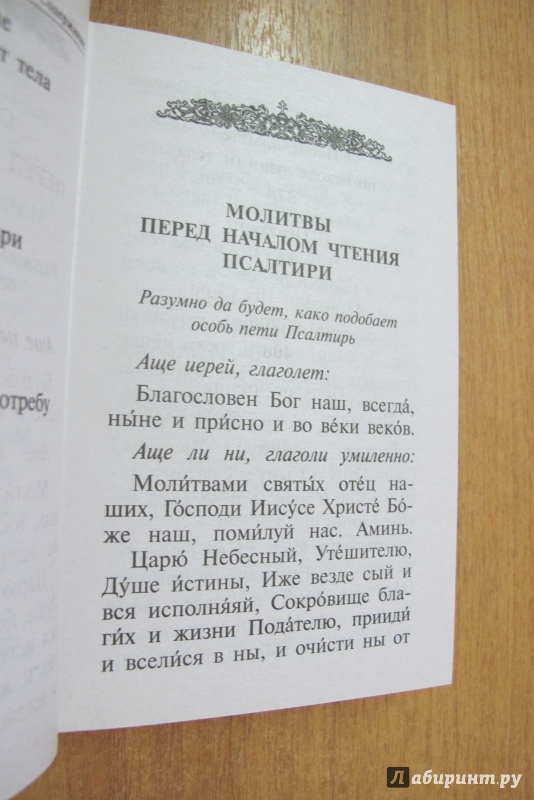 е
т тела
ри
отребу
МОЛИТВЫ
ПЕРЕД НАЧАЛОМ ЧТЕНИЯ
ПСАЛТИРИ
Разумно да будет, како подобает
особь пети Псалтирь
Аще иерей, глаголет:
Благословен Бог наш, всегда́,
ны́не и при́сно и во ве́ки веко́в.
Аще ли ни, глаголи умиленно:
Моли́твами святы́х оте́ц на-
ших, Го́споди Иису́се Христе́ Бо́-
же наш, поми́луй нас. Аминь.
Царю́ Небесный, Уте́шителю,
Ду́ше и́стины, Иже везде сый и
вся исполня́яй, Сокро́вище бла-
ги́х и жизни Пода́телю, прииди́
и всели́ся в ны, и очи́сти ны от
Лабиринт.ру